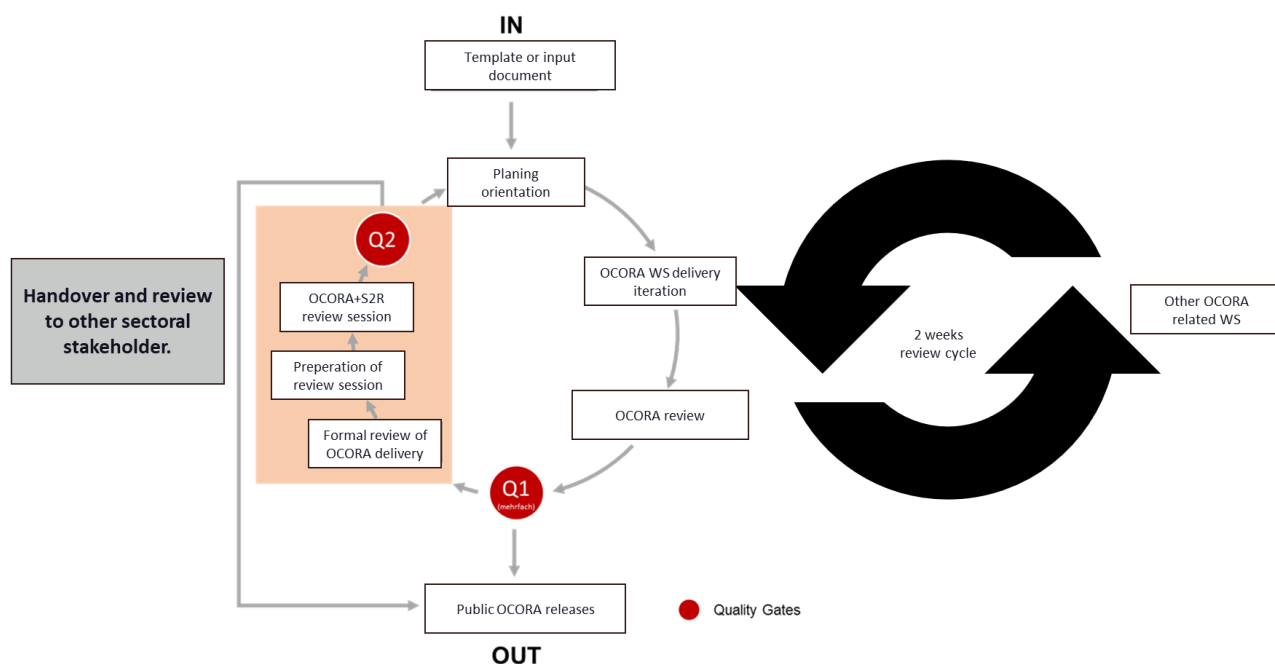 IN
Template or input
document
Planing
orientation
Q2
OCORA WS delivery
iteration
Handover and review
to other sectoral
stakeholder.
OCORA+S2R
review session
Other OCORA
related WS
2 weeks
review cycle
Preperation of
review session
OCORA review
Formal review of
OCORA delivery
Q1
(mehrfach)
Public OCORA releases
Quality Gates
OUT